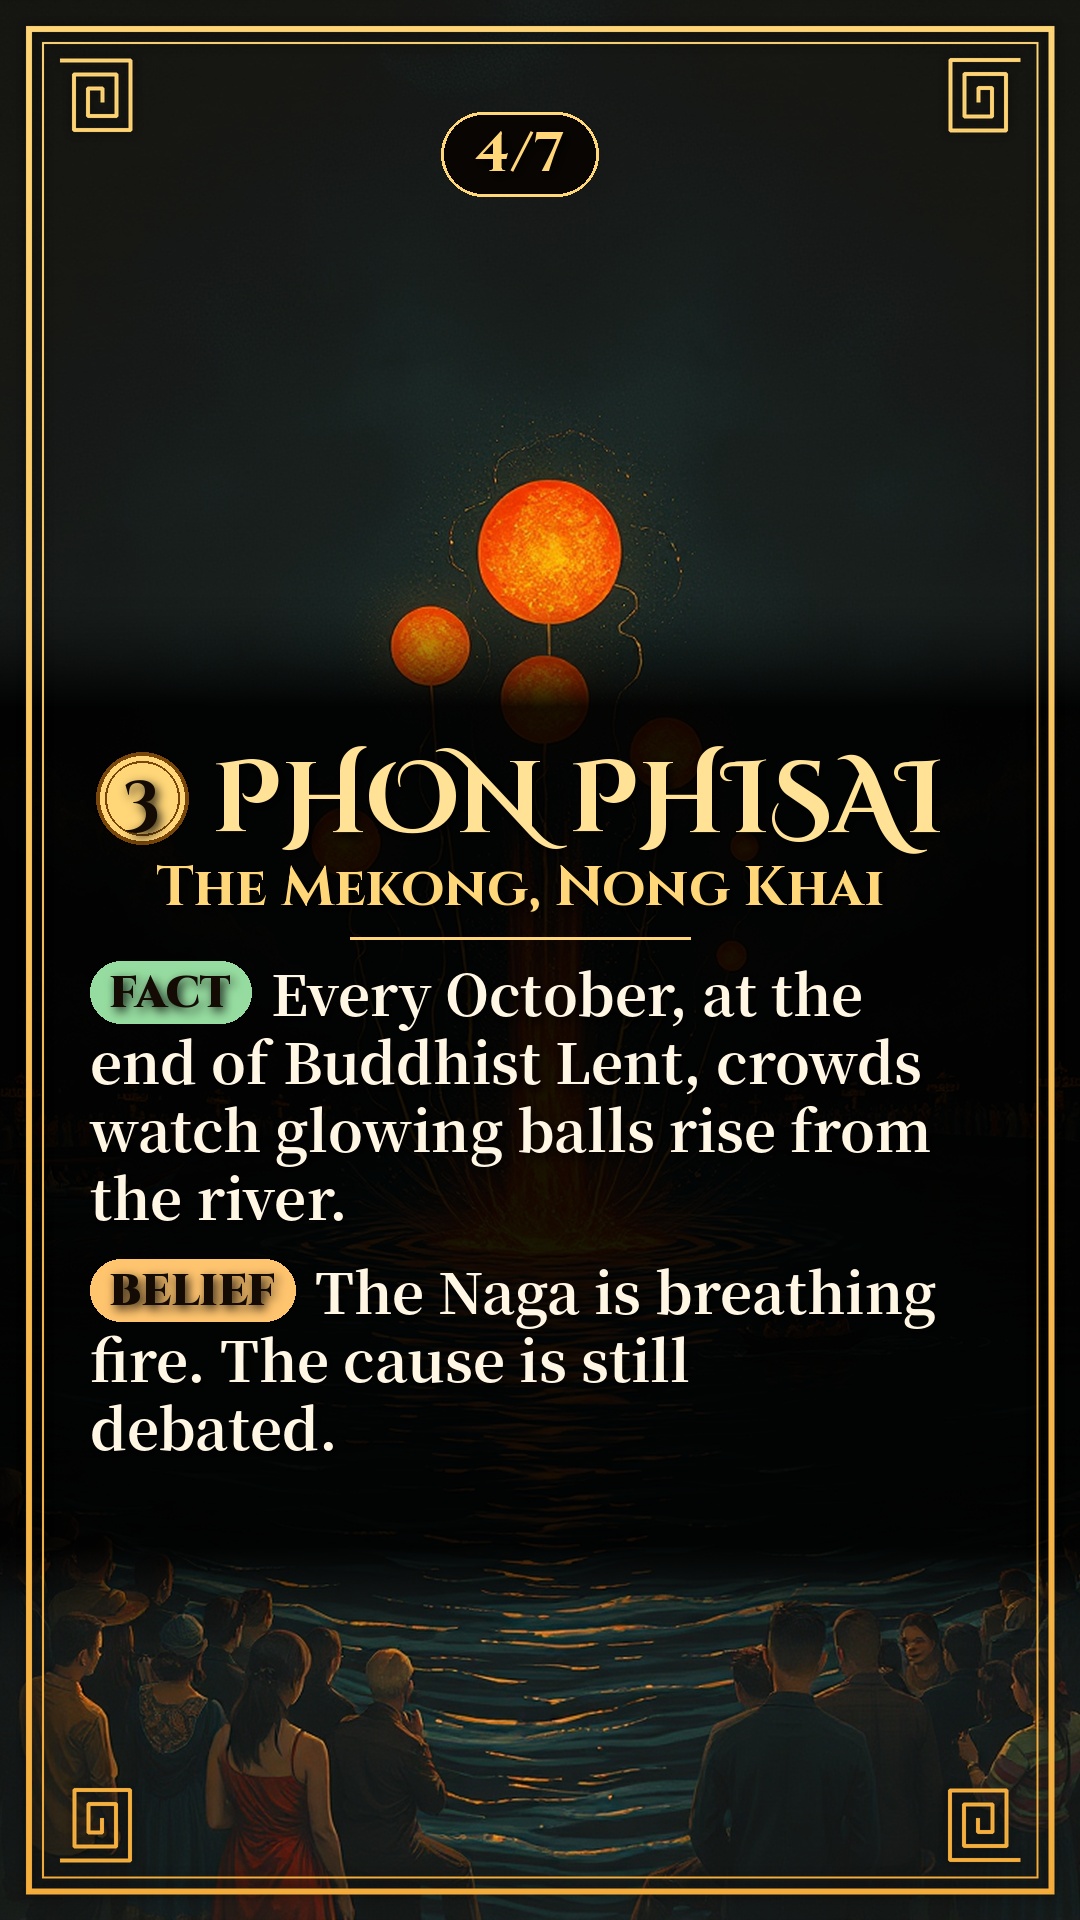 4/7
3 PHON PHISAI
THE MEKONG, NONG KHAI
FACT Every October, at the
end of Buddhist Lent, crowds
watch glowing balls rise from
the river.
BELIEF The Naga is breathing
fire. The cause is still
debated.